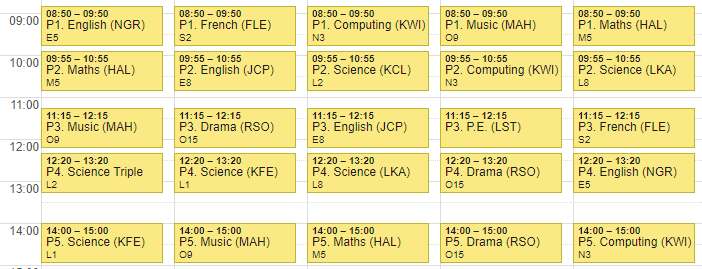 09:00
08:50 – 09:50
P1. English (NGR)
E5
08:50 – 09:50
P1. French (FLE)
S2
08:50 – 09:50
P1. Computing (KWI)
N3
08:50 – 09:50
P1. Music (MAH)
O9
08:50 – 09:50
P1. Maths (HAL)
M5
10:00
09:55 – 10:55
P2. Maths (HAL)
M5
09:55 – 10:55
P2. English (JCP)
E8
09:55 – 10:55
P2. Science (KCL)
L2
09:55 – 10:55
P2. Computing (KWI)
N3
09:55 – 10:55
P2. Science (LKA)
L8
11:00
11:15 – 12:15
P3. Music (MAH)
O9
11:15 – 12:15
P3. Drama (RSO)
O15
11:15 – 12:15
P3. English (JCP)
E8
11:15 – 12:15
P3. P.E. (LST)
11:15 – 12:15
P3. French (FLE)
S2
12:00
12:20 – 13:20
P4. Science Triple
L2
12:20 – 13:20
P4. Science (KFE)
L1
12:20 – 13:20
P4. Science (LKA)
L8
12:20 – 13:20
P4. Drama (RSO)
O15
12:20 – 13:20
P4. English (NGR)
E5
13:00
14:00
14:00 – 15:00
P5. Science (KFE)
L1
14:00 – 15:00
P5. Music (MAH)
O9
14:00 – 15:00
P5. Maths (HAL)
M5
14:00 – 15:00
P5. Drama (RSO)
O15
14:00 – 15:00
P5. Computing (KWI)
N3